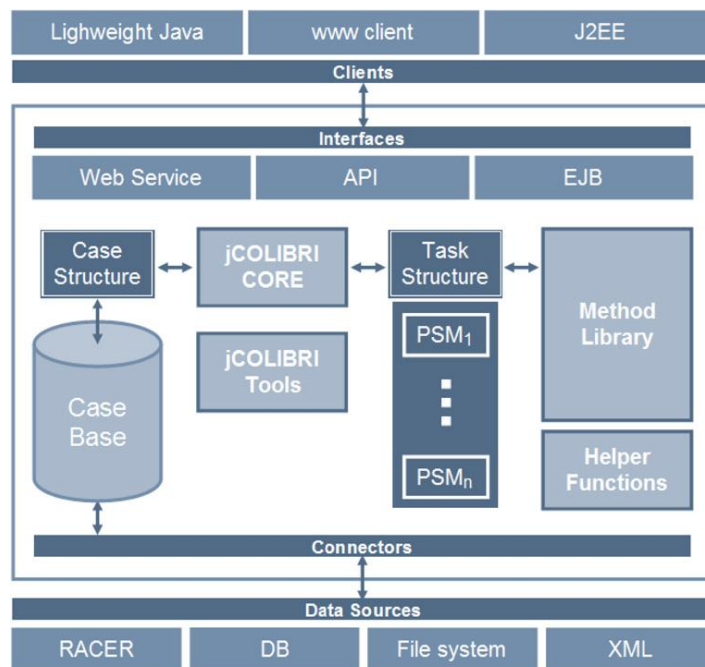 Lighweight Java
www client
J2EE
Clients
Interfaces
Web Service
API
EJB
Case
Structure
jCOLIBRI
CORE
Task
Structure
Method
Library
jCOLIBRI
Tools
PSM1
PSMn
Case
Base
Helper
Functions
Connectors
Data Sources
RACER
DB
File system
XML